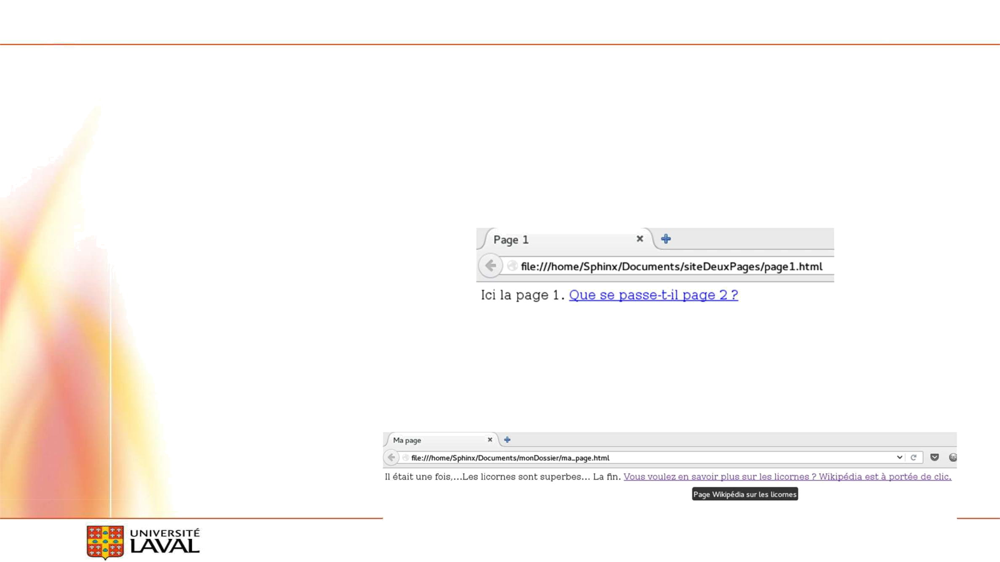 Page 1
file:///home/Sphinx/Documents/siteDeuxPages/page1.html
Ici la page 1. Que se passe-t-il page 2 ?
Ma page
file:///home/Sphinx/Documents/monDossier/ma_page.html
Il était une fois,...Les licornes sont superbes... La fin. Vous voulez en savoir plus sur les licornes ? Wikipédia est à portée de clic.
Page Wikipédia sur les licornes
UNIVERSITÉ
LAVAL